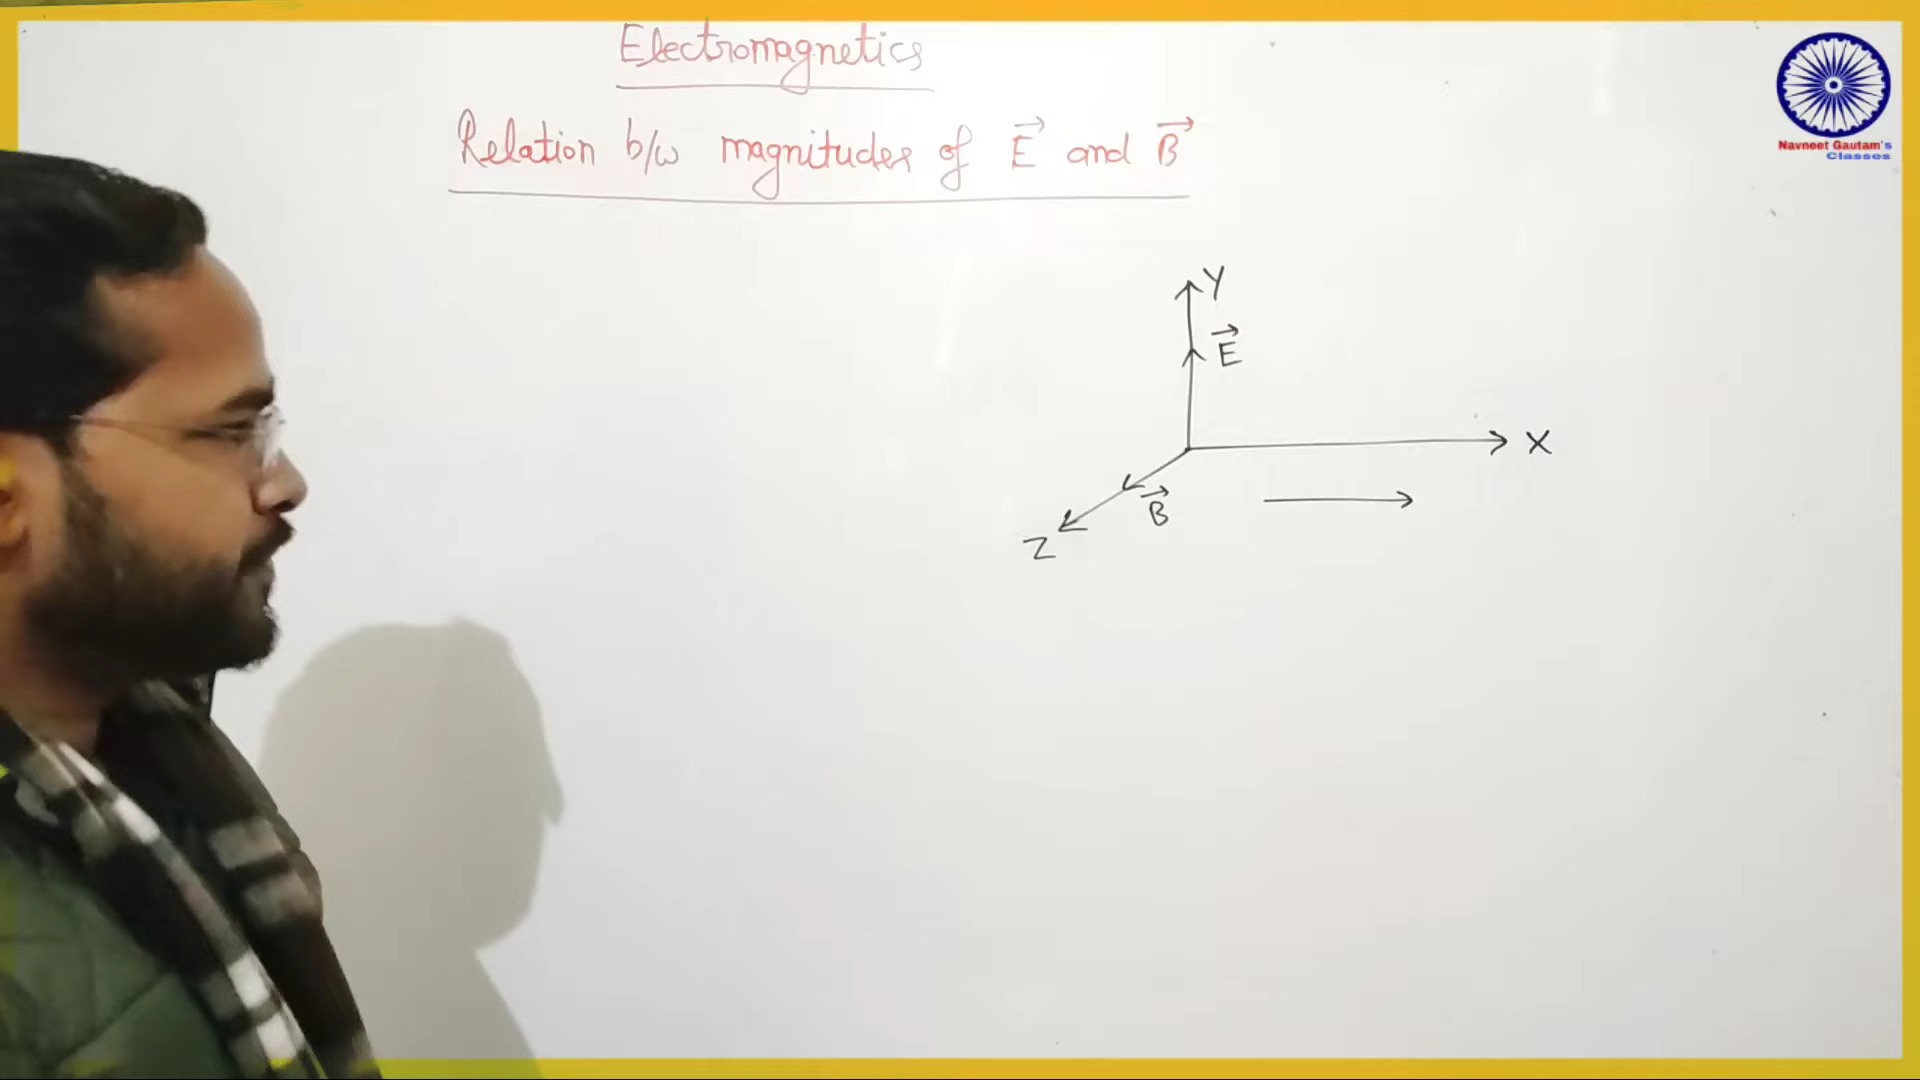 Electromagnetics
Relation b/w magnitudes of E⃗ and B⃗
Navneet Gautam's
Classes
Y
E⃗
X
B⃗
Z